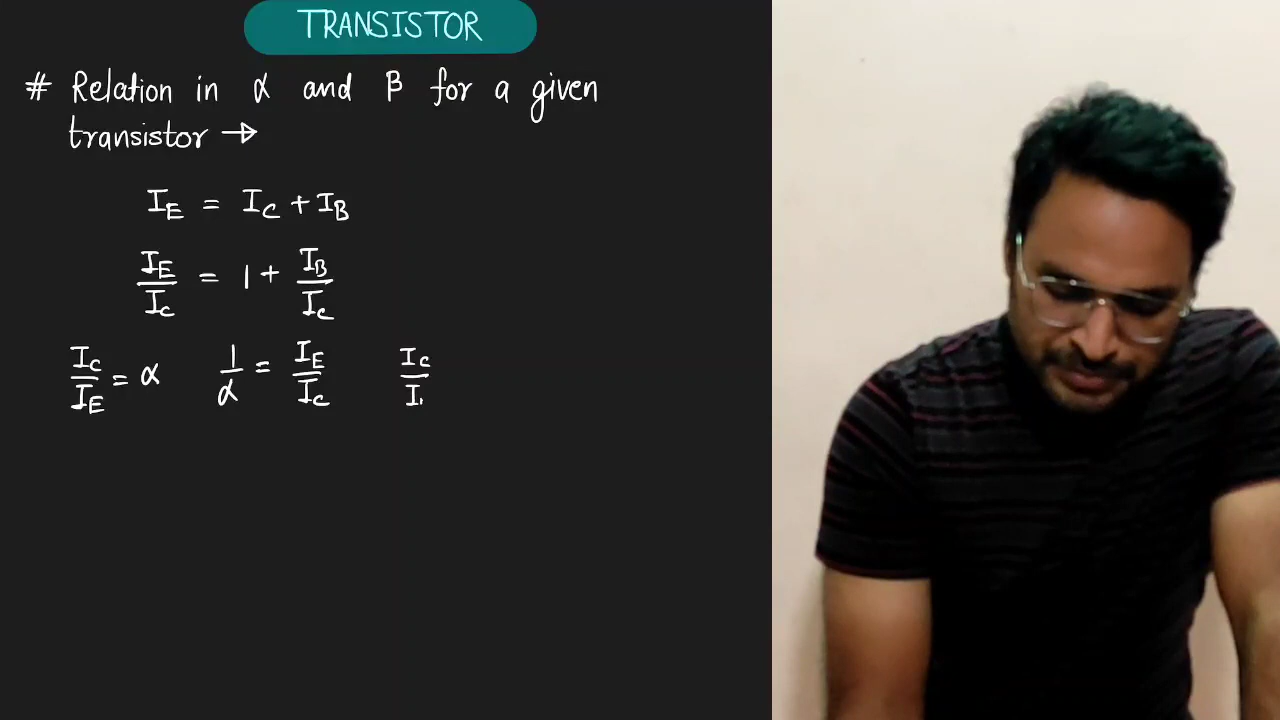 TRANSISTOR
# Relation in α and β for a given
transistor →
I_E = I_C + I_B
I_E/I_C = 1 + I_B/I_C
I_C/I_E = α 1/α = I_E/I_C I_C/I